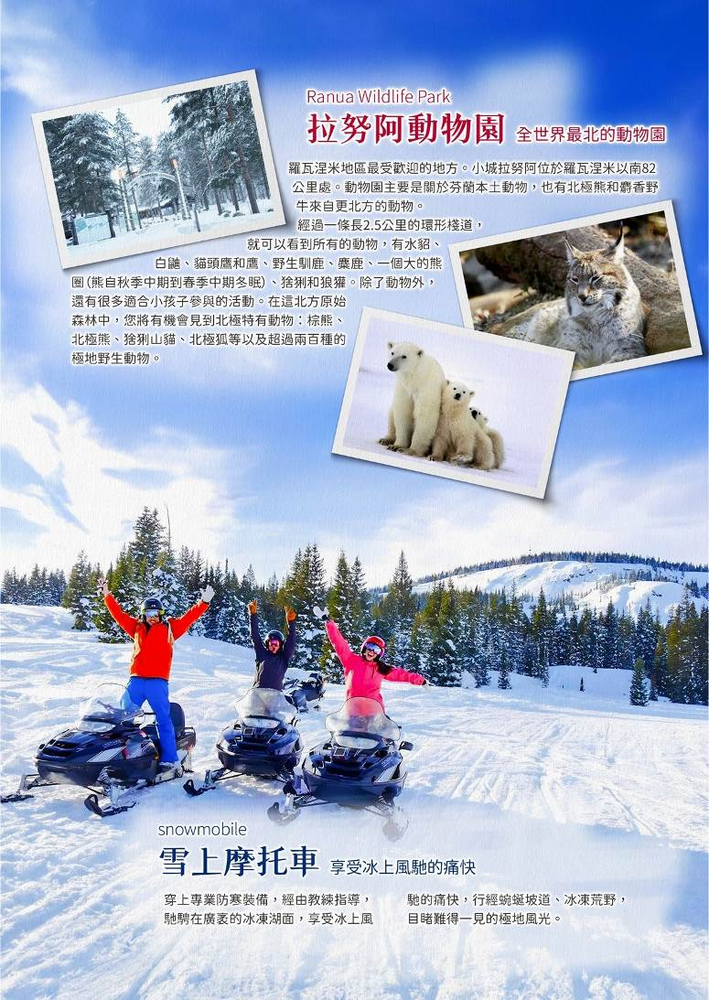 Ranua Wildlife Park
拉努阿動物園 全世界最北的動物園
羅瓦涅米地區最受歡迎的地方。小城拉努阿位於羅瓦涅米以南82
公里處。動物園主要是關於芬蘭本土動物，也有北極熊和麝香野
牛來自更北方的動物。
經過一條長2.5公里的環形棧道，
就可以看到所有的動物，有水貂、
白鼬、貓頭鷹和鷹、野生馴鹿、麋鹿、一個大的熊
圈(熊自秋季中期到春季中期冬眠)、猞猁和狼獾。除了動物外，
還有很多適合小孩子參與的活動。在這北方原始
森林中，您將有機會見到北極特有動物：棕熊、
北極熊、猞猁山貓、北極狐等以及超過兩百種的
極地野生動物。
snowmobile
雪上摩托車 享受冰上風馳的痛快
穿上專業防寒裝備，經由教練指導，
馳騁在廣袤的冰凍湖面，享受冰上風
馳的痛快，行經蜿蜒坡道、冰凍荒野，
目睹難得一見的極地風光。